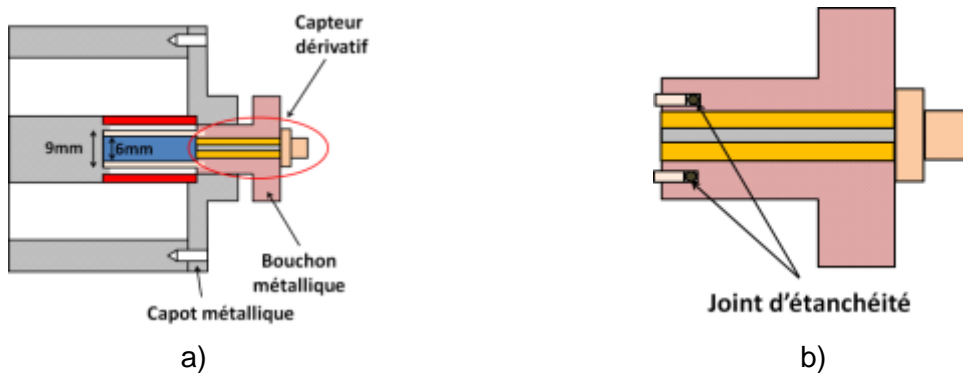 Capteur
dérivatif
9mm
6mm
Bouchon
métallique
Capot métallique
a)
Joint d'étanchéité
b)